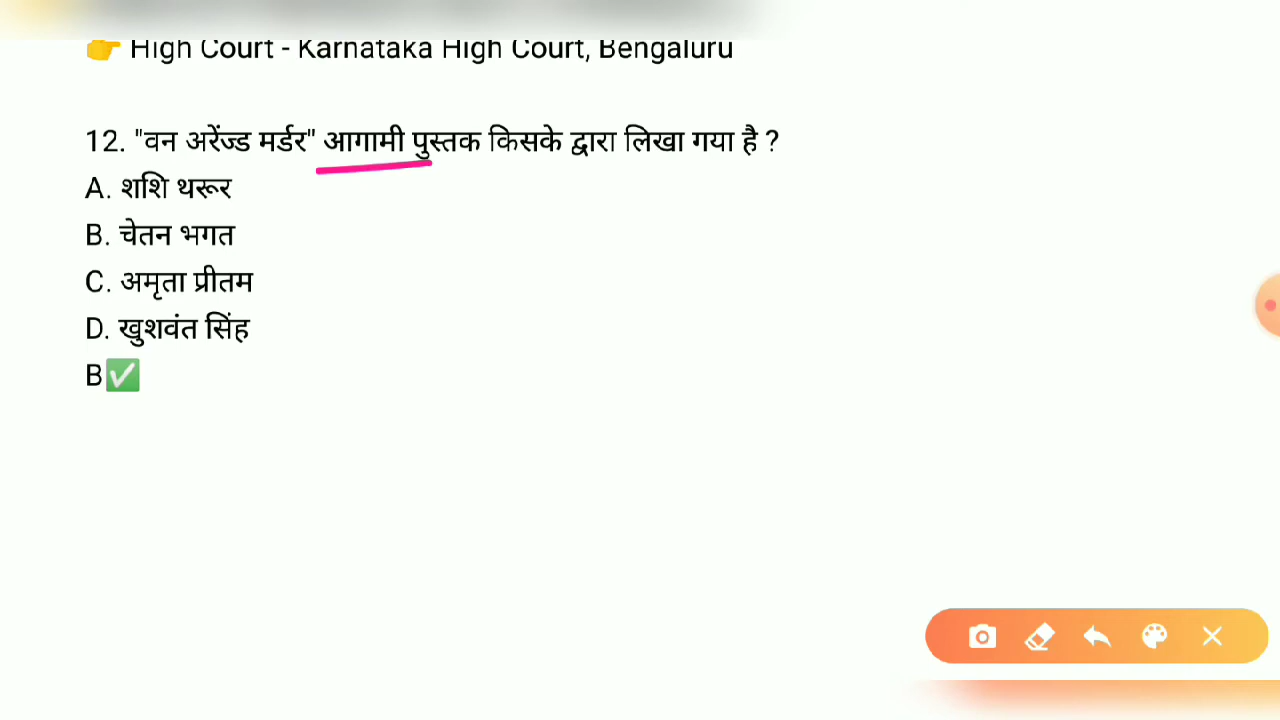 👉 High Court - Karnataka High Court, Bengaluru
12. "वन अरेंज्ड मर्डर" आगामी पुस्तक किसके द्वारा लिखा गया है ?
A. शशि थरूर
B. चेतन भगत
C. अमृता प्रीतम
D. खुशवंत सिंह
B✅